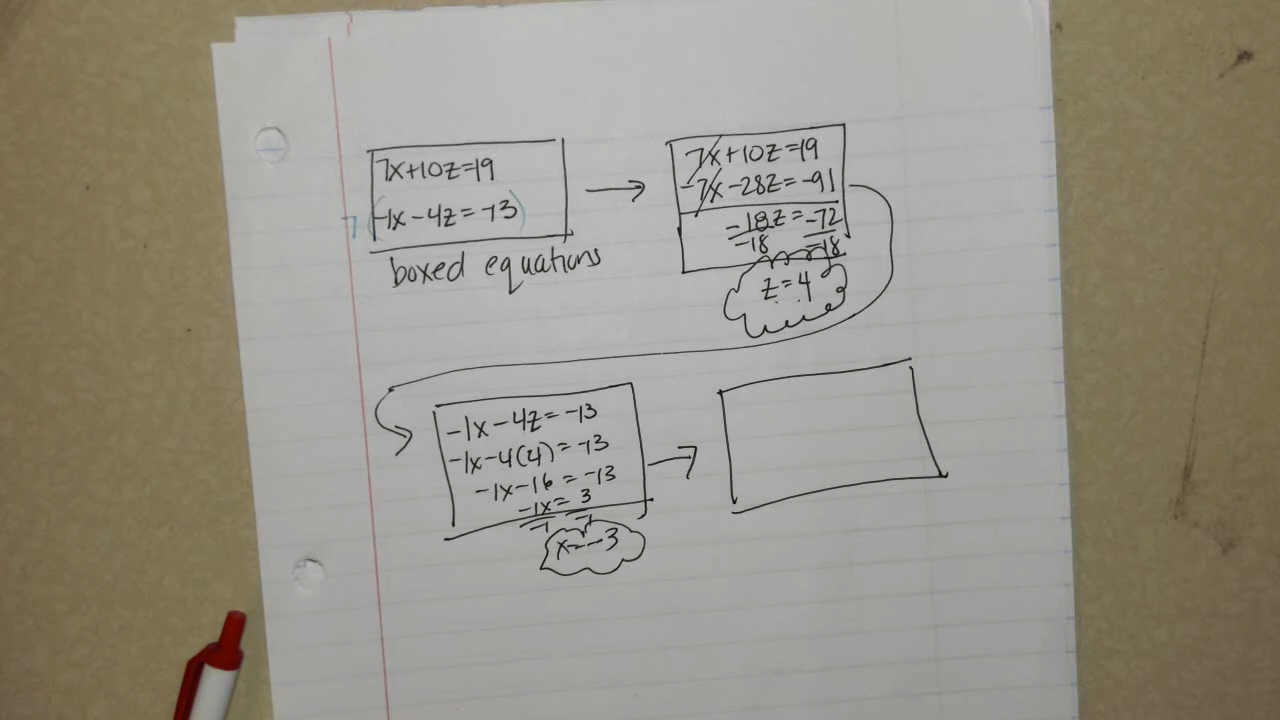 7x+10z=19
7(-1x-4z=-13)
boxed equations
7x+10z=19
-7x-28z=-91
-18z=-72
-18 -18
z=4
-1x-4z=-13
-1x-4(4)=-13
-1x-16=-13
-1x=3
-1 -1
x=-3